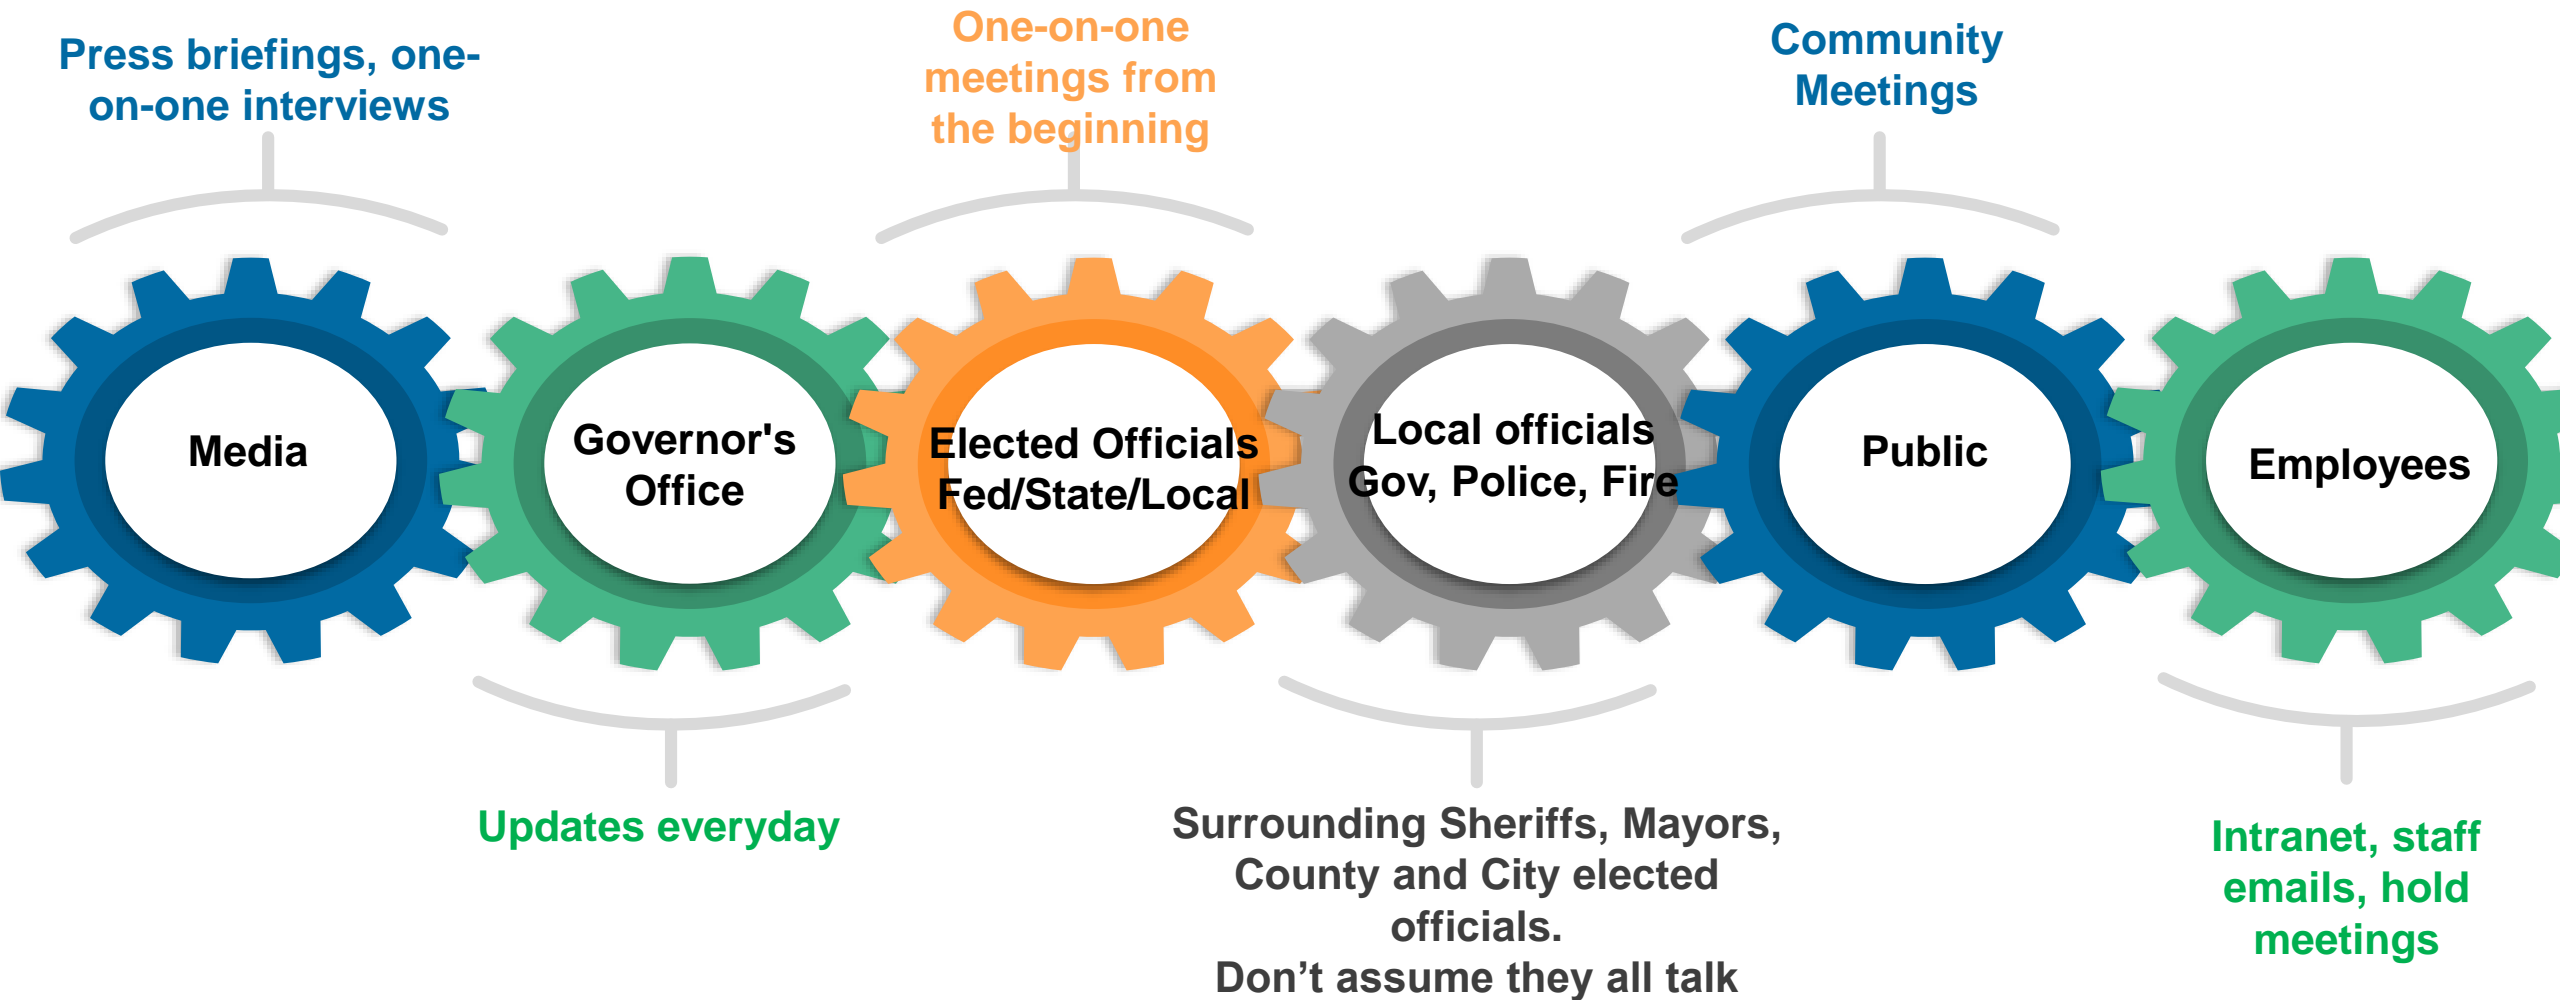 Press briefings, one-
on-one interviews
One-on-one
meetings from
the beginning
Community
Meetings
Media
Governor's
Office
Elected Officials
Fed/State/Local
Local officials
Gov, Police, Fire
Public
Employees
Updates everyday
Surrounding Sheriffs, Mayors,
County and City elected
officials.
Don’t assume they all talk
Intranet, staff
emails, hold
meetings